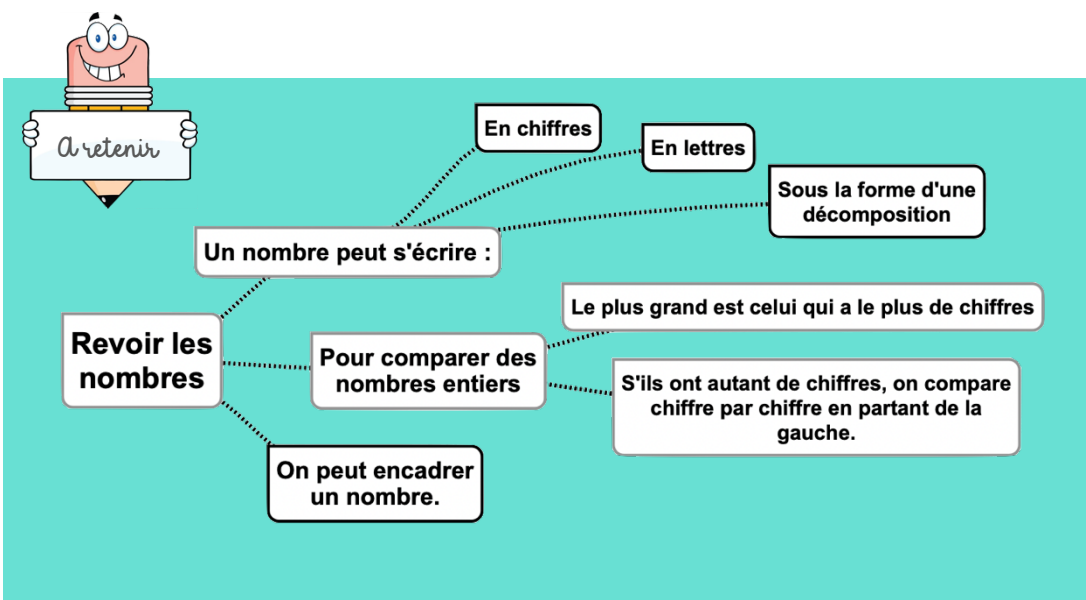 A retenir
En chiffres
En lettres
Sous la forme d'une
décomposition
Un nombre peut s'écrire :
Le plus grand est celui qui a le plus de chiffres
Revoir les
nombres
Pour comparer des
nombres entiers
S'ils ont autant de chiffres, on compare
chiffre par chiffre en partant de la
gauche.
On peut encadrer
un nombre.